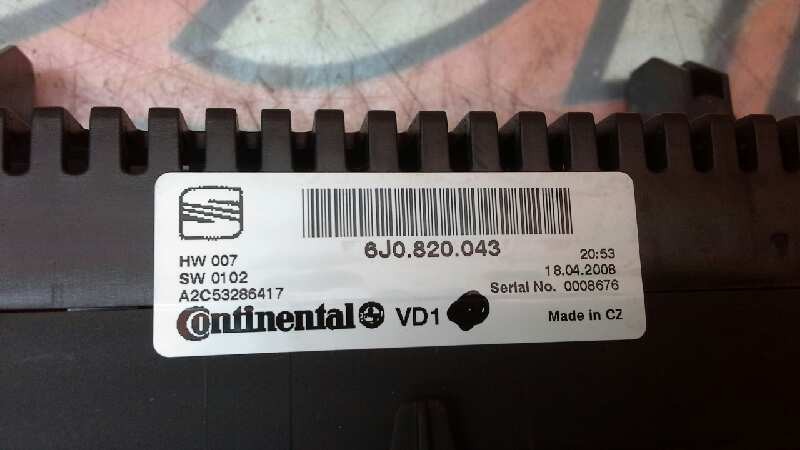 6J0.820.043
HW 007
SW 0102
A2C53286417
20:53
18.04.2008
Serial No. 0008676
Continental VD1
Made in CZ